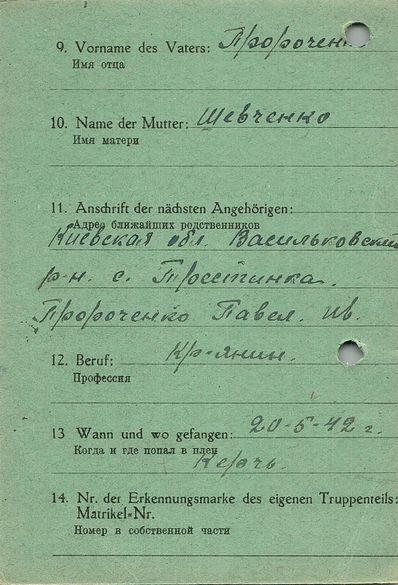 9. Vorname des Vaters: Пророченко
Имя отца
10. Name der Mutter: Шевченко
Имя матери
11. Anschrift der nächsten Angehörigen:
Адрес ближайших родственников
Киевская обл. Васильковский
р-н. с.
Пророченко Павел. Ив.
12. Beruf: Кр-янин.
Профессия
13 Wann und wo gefangen: 20-5-42 г.
Когда и где попал в плен
Керчь.
14. Nr. der Erkennungsmarke des eigenen Truppenteils:
Matrikel=Nr.
Номер в собственной части